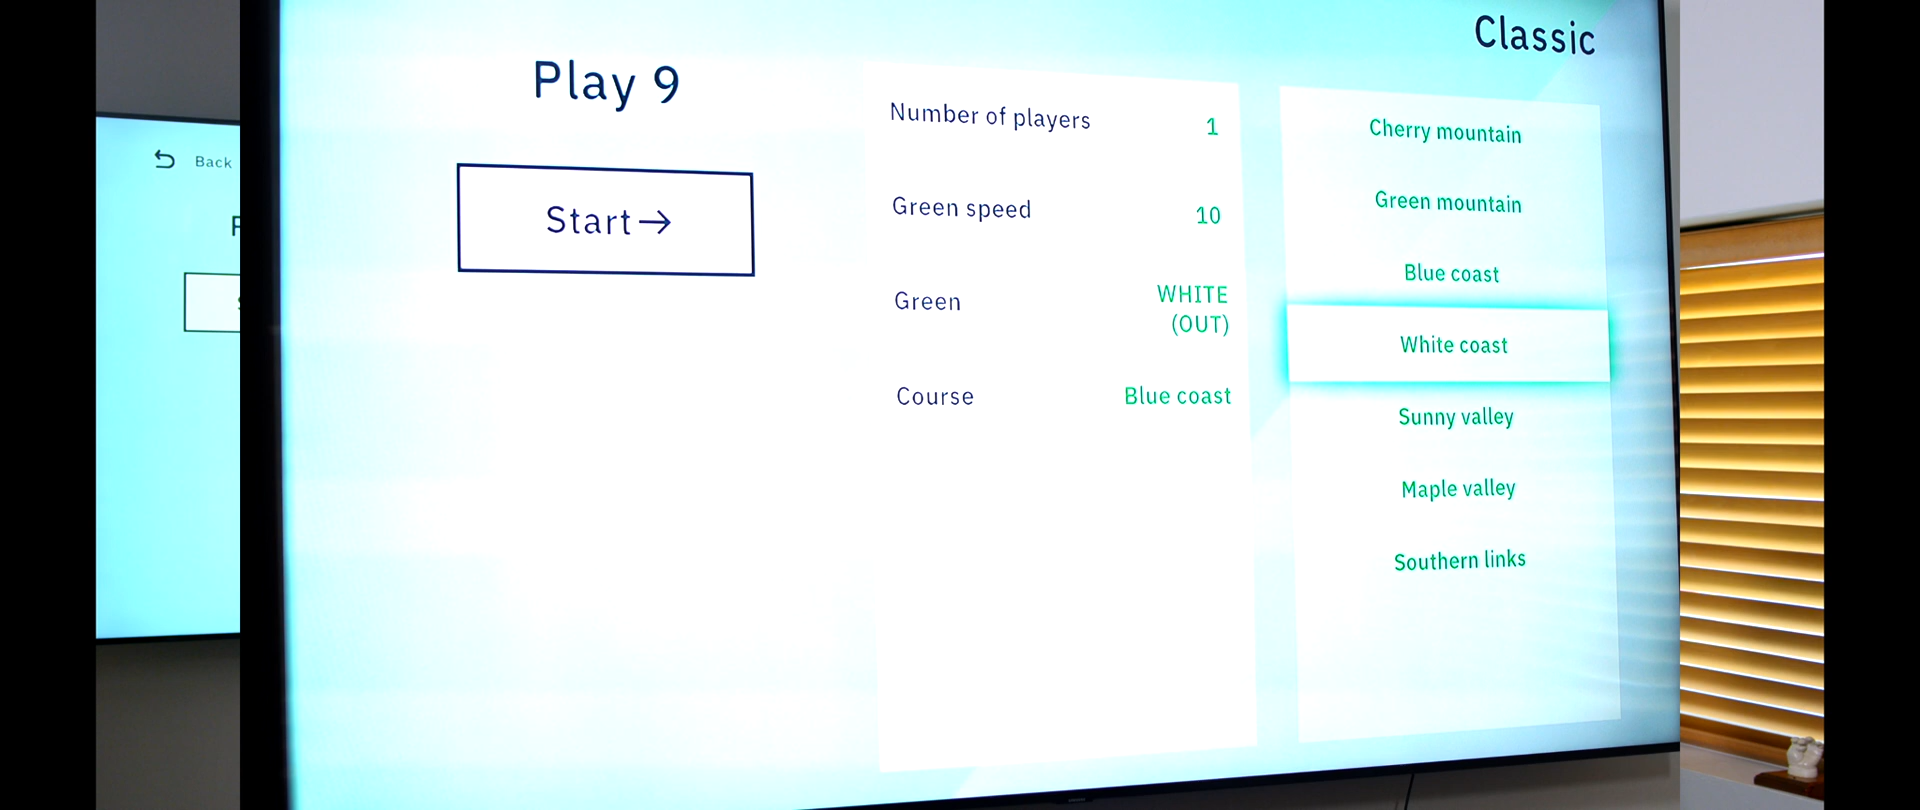 Back
Play 9
Start→
Number of players 1
Green speed 10
Green WHITE
(OUT)
Course Blue coast
Classic
Cherry mountain
Green mountain
Blue coast
White coast
Sunny valley
Maple valley
Southern links